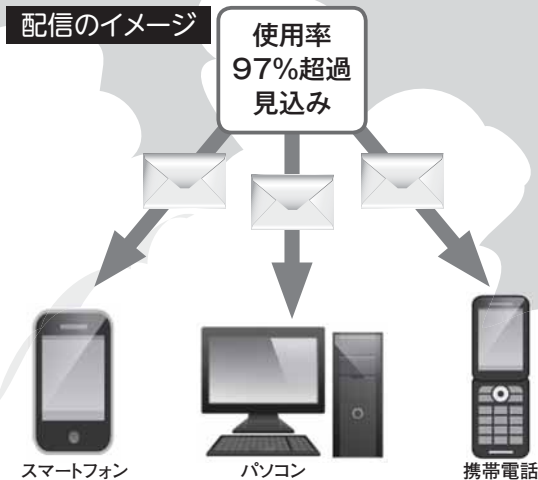 配信のイメージ
使用率
97%超過
見込み
スマートフォン
パソコン
携帯電話